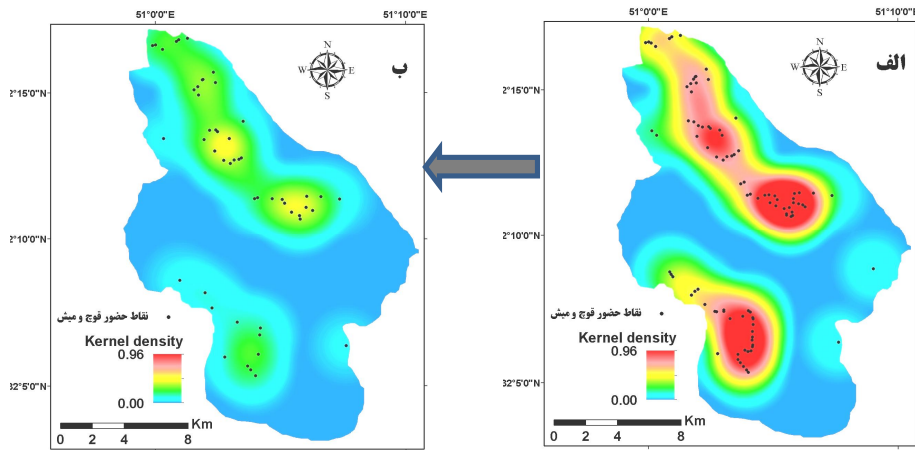 51°0'0"E 51°10'0"E
N
W E
S
ب
2°15'0"N
2°10'0"N
نقاط حضور قوچ و میش
Kernel density
0.96
0.00
32°5'0"N
Km
0 2 4 8
51°0'0"E 51°10'0"E
N
W E
S
الف
2°15'0"N
2°10'0"N
نقاط حضور قوچ و میش
Kernel density
0.96
0.00
32°5'0"N
Km
0 2 4 8